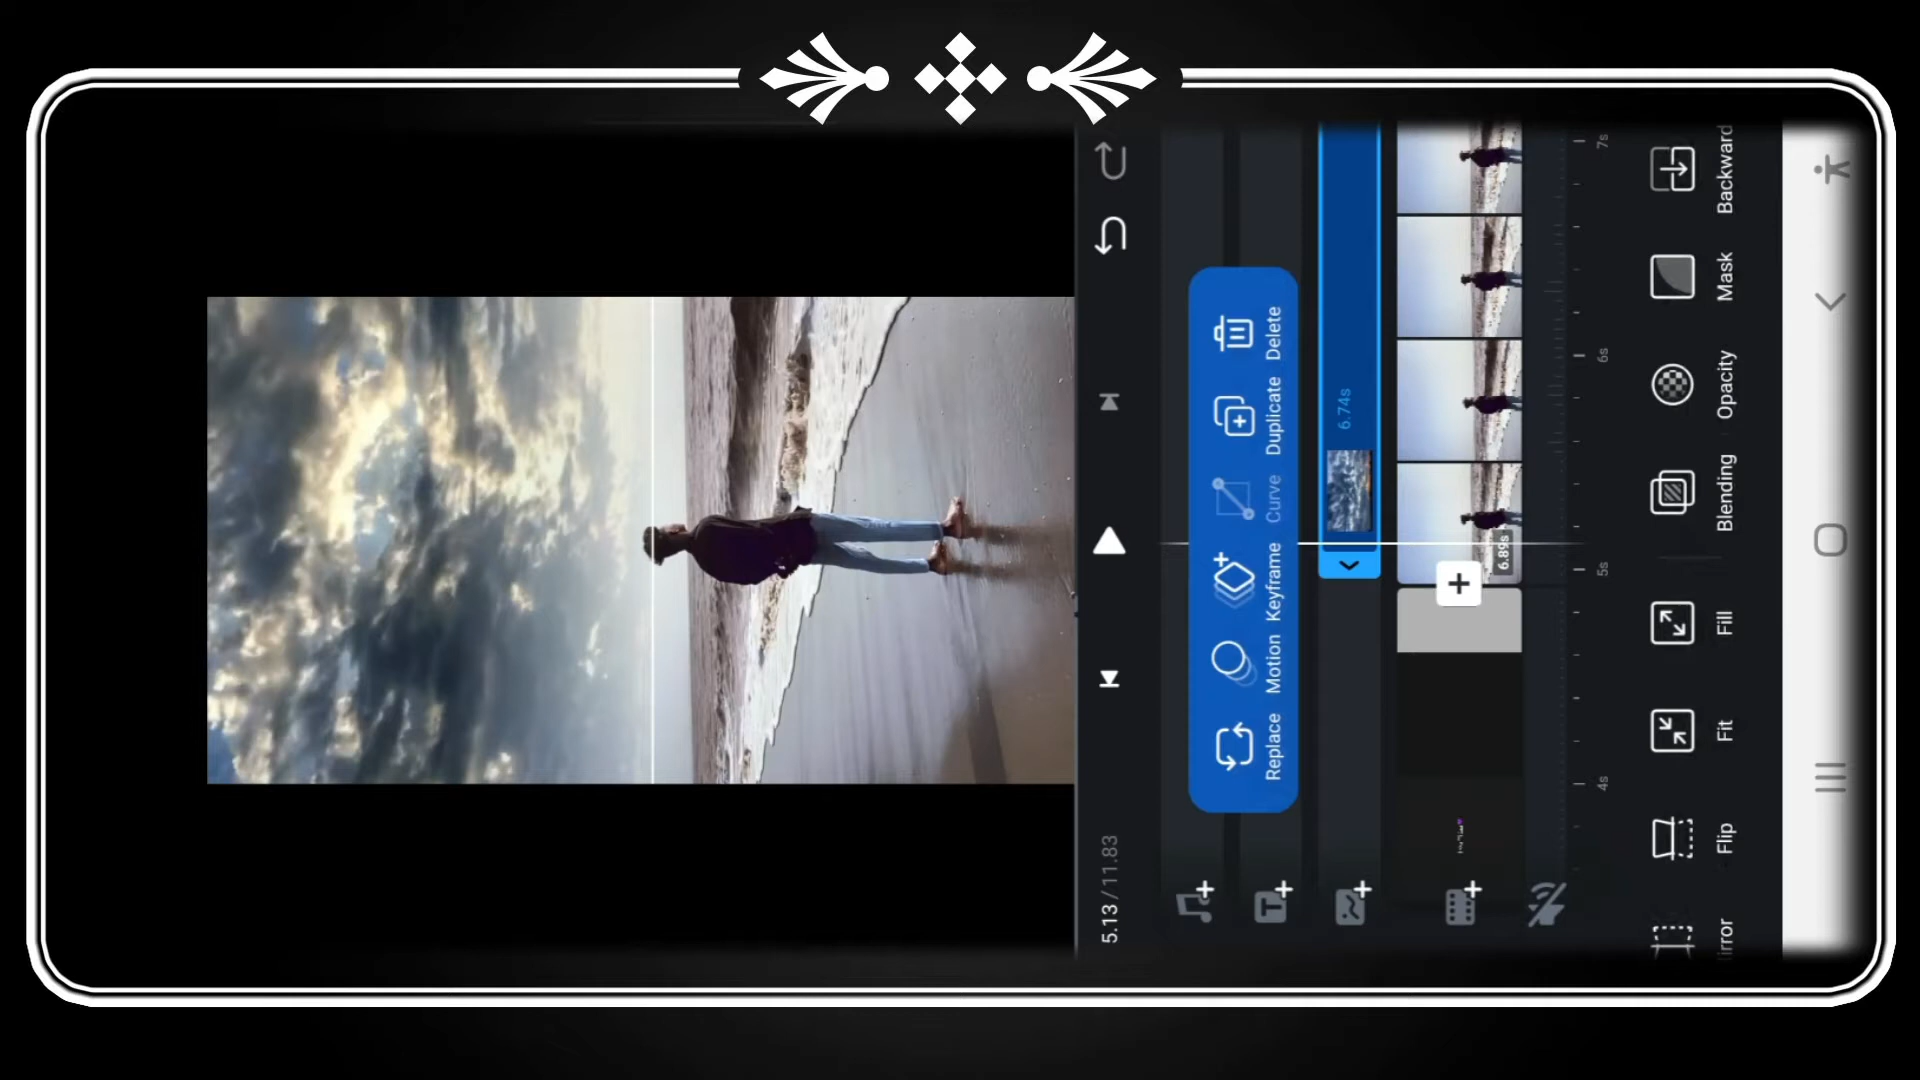 5.13 / 11.83
Replace
Motion
Keyframe
Curve
Duplicate
Delete
6.74s
6.89s
4s
5s
6s
7s
irror
Flip
Fit
Fill
Blending
Opacity
Mask
Backward